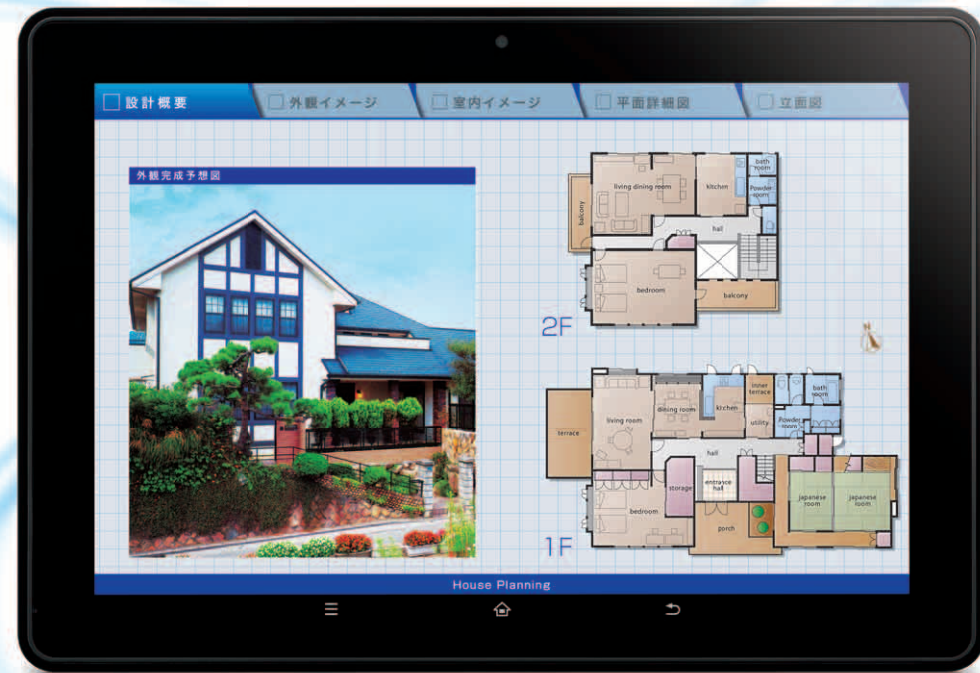 設計概要
外観イメージ
室内イメージ
平面詳細図
立面図
外観完成予想図
living dining room
kitchen
bath
room
Powder
room
balcony
hall
bedroom
balcony
2F
terrace
living room
dining room
kitchen
inner
terrace
utility
Powder
room
bath
room
hall
storage
entrance
hall
bedroom
porch
japanese
room
japanese
room
1F
House Planning